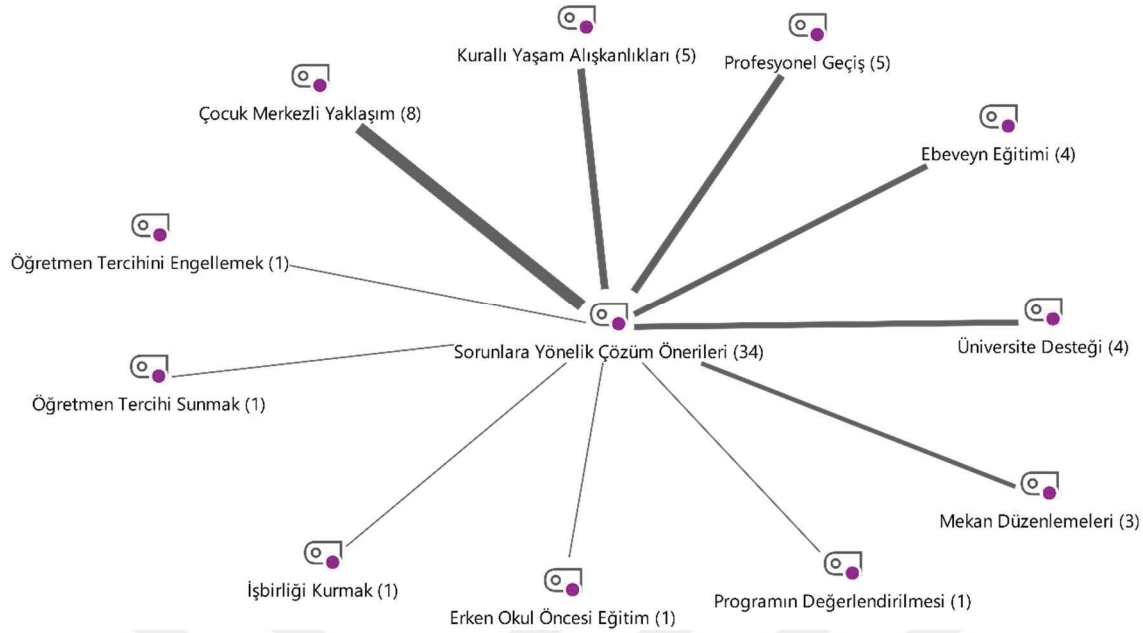 Kurallı Yaşam Alışkanlıkları (5)
Profesyonel Geçiş (5)
Çocuk Merkezli Yaklaşım (8)
Ebeveyn Eğitimi (4)
Öğretmen Tercihini Engellemek (1)
Sorunlara Yönelik Çözüm Önerileri (34)
Üniversite Desteği (4)
Öğretmen Tercihi Sunmak (1)
Mekan Düzenlemeleri (3)
İşbirliği Kurmak (1)
Erken Okul Öncesi Eğitim (1)
Programın Değerlendirilmesi (1)